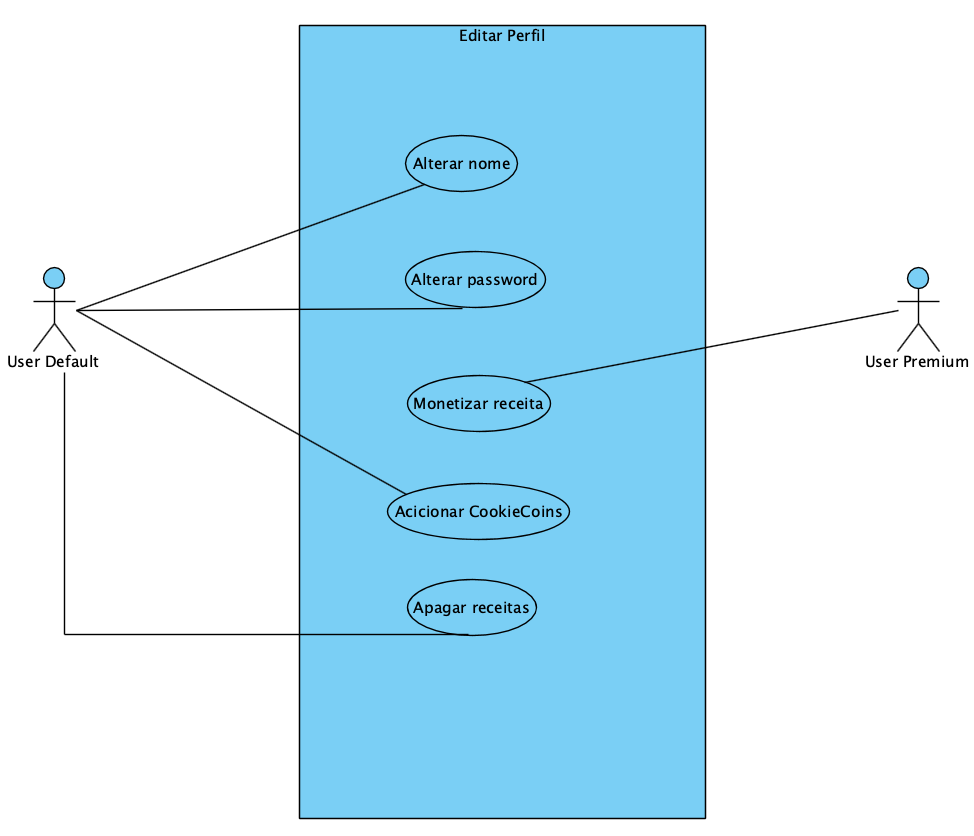 Editar Perfil
Alterar nome
Alterar password
User Default
User Premium
Monetizar receita
Acicionar CookieCoins
Apagar receitas